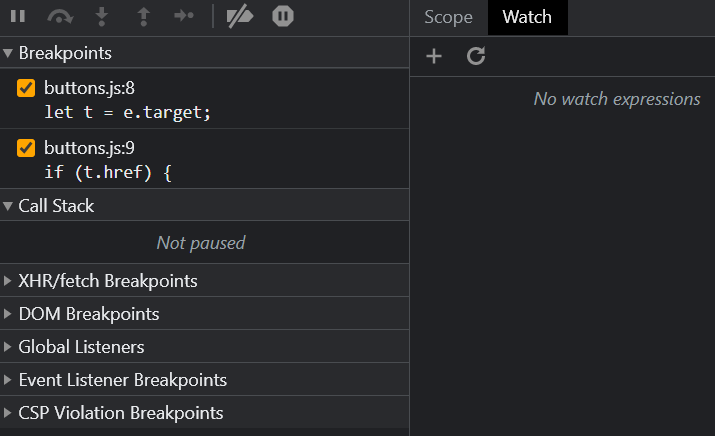 Breakpoints
buttons.js:8
let t = e.target;
buttons.js:9
if (t.href) {
Call Stack
Not paused
XHR/fetch Breakpoints
DOM Breakpoints
Global Listeners
Event Listener Breakpoints
CSP Violation Breakpoints
Scope Watch
No watch expressions